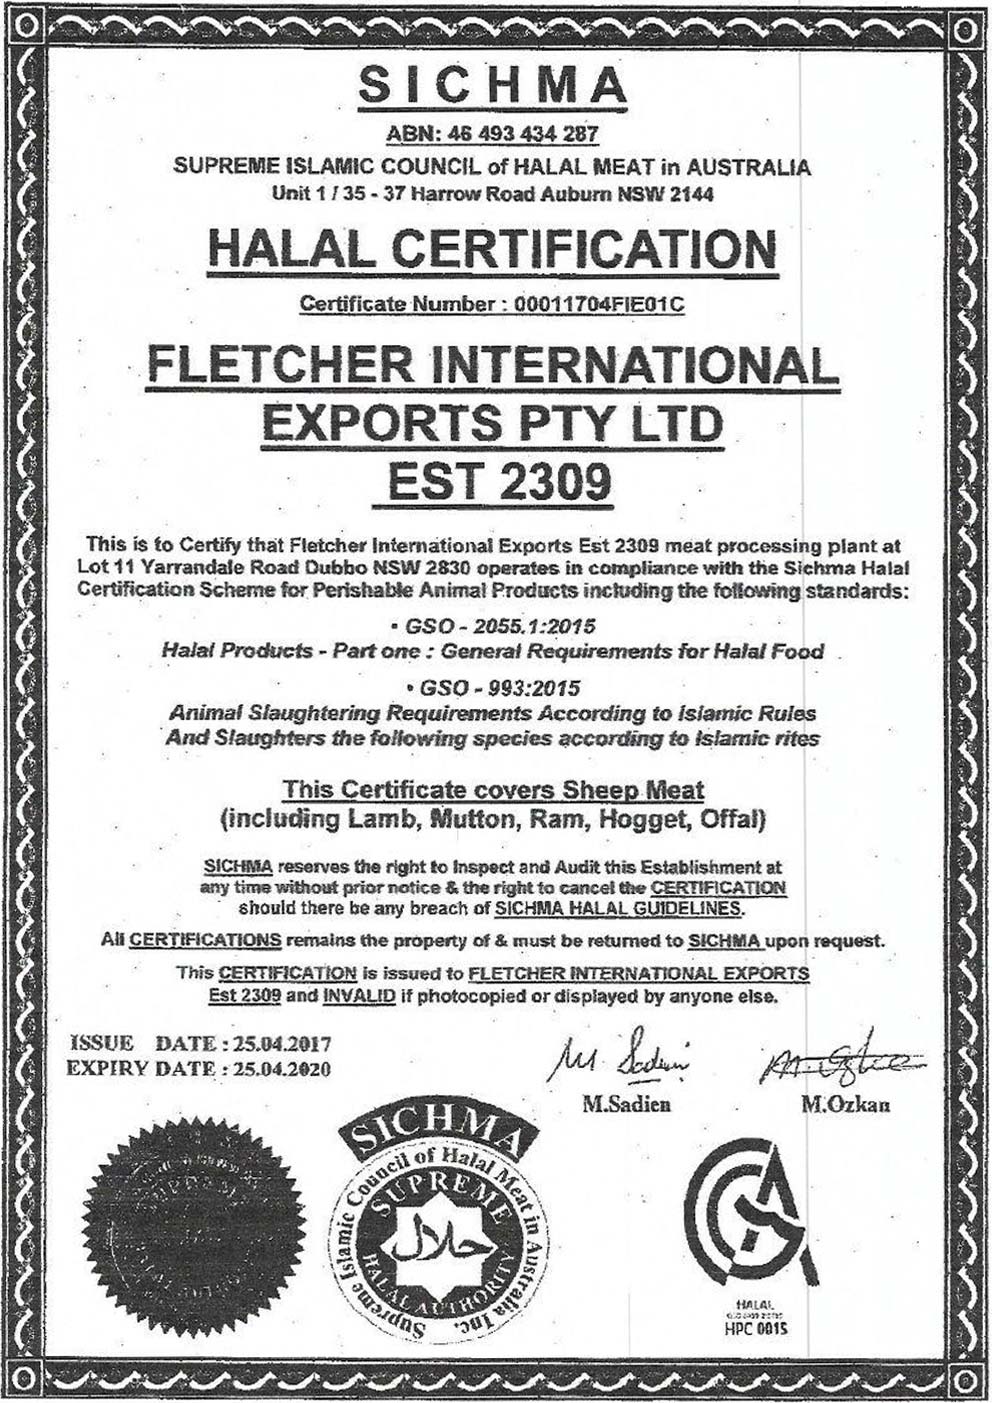 SICHMA
ABN: 46 493 434 287
SUPREME ISLAMIC COUNCIL of HALAL MEAT in AUSTRALIA
Unit 1 / 35 - 37 Harrow Road Auburn NSW 2144
HALAL CERTIFICATION
Certificate Number : 00011704FIE01C
FLETCHER INTERNATIONAL
EXPORTS PTY LTD
EST 2309
This is to Certify that Fletcher International Exports Est 2309 meat processing plant at
Lot 11 Yarrandale Road Dubbo NSW 2830 operates in compliance with the Sichma Halal
Certification Scheme for Perishable Animal Products including the following standards:
• GSO - 2055.1:2015
Halal Products - Part one : General Requirements for Halal Food
• GSO - 993:2015
Animal Slaughtering Requirements According to Islamic Rules
And Slaughters the following species according to Islamic rites
This Certificate covers Sheep Meat
(including Lamb, Mutton, Ram, Hogget, Offal)
SICHMA reserves the right to Inspect and Audit this Establishment at
any time without prior notice & the right to cancel the CERTIFICATION
should there be any breach of SICHMA HALAL GUIDELINES.
All CERTIFICATIONS remains the property of & must be returned to SICHMA upon request.
This CERTIFICATION is issued to FLETCHER INTERNATIONAL EXPORTS
Est 2309 and INVALID if photocopied or displayed by anyone else.
ISSUE DATE : 25.04.2017
EXPIRY DATE : 25.04.2020
M. Sadien
M.Sadien
M. Ozkan
M.Ozkan
SICHMA
Supreme Islamic Council of Halal Meat in Australia Inc.
SUPREME
حلال
HALAL AUTHORITY
HALAL
HPC 0015